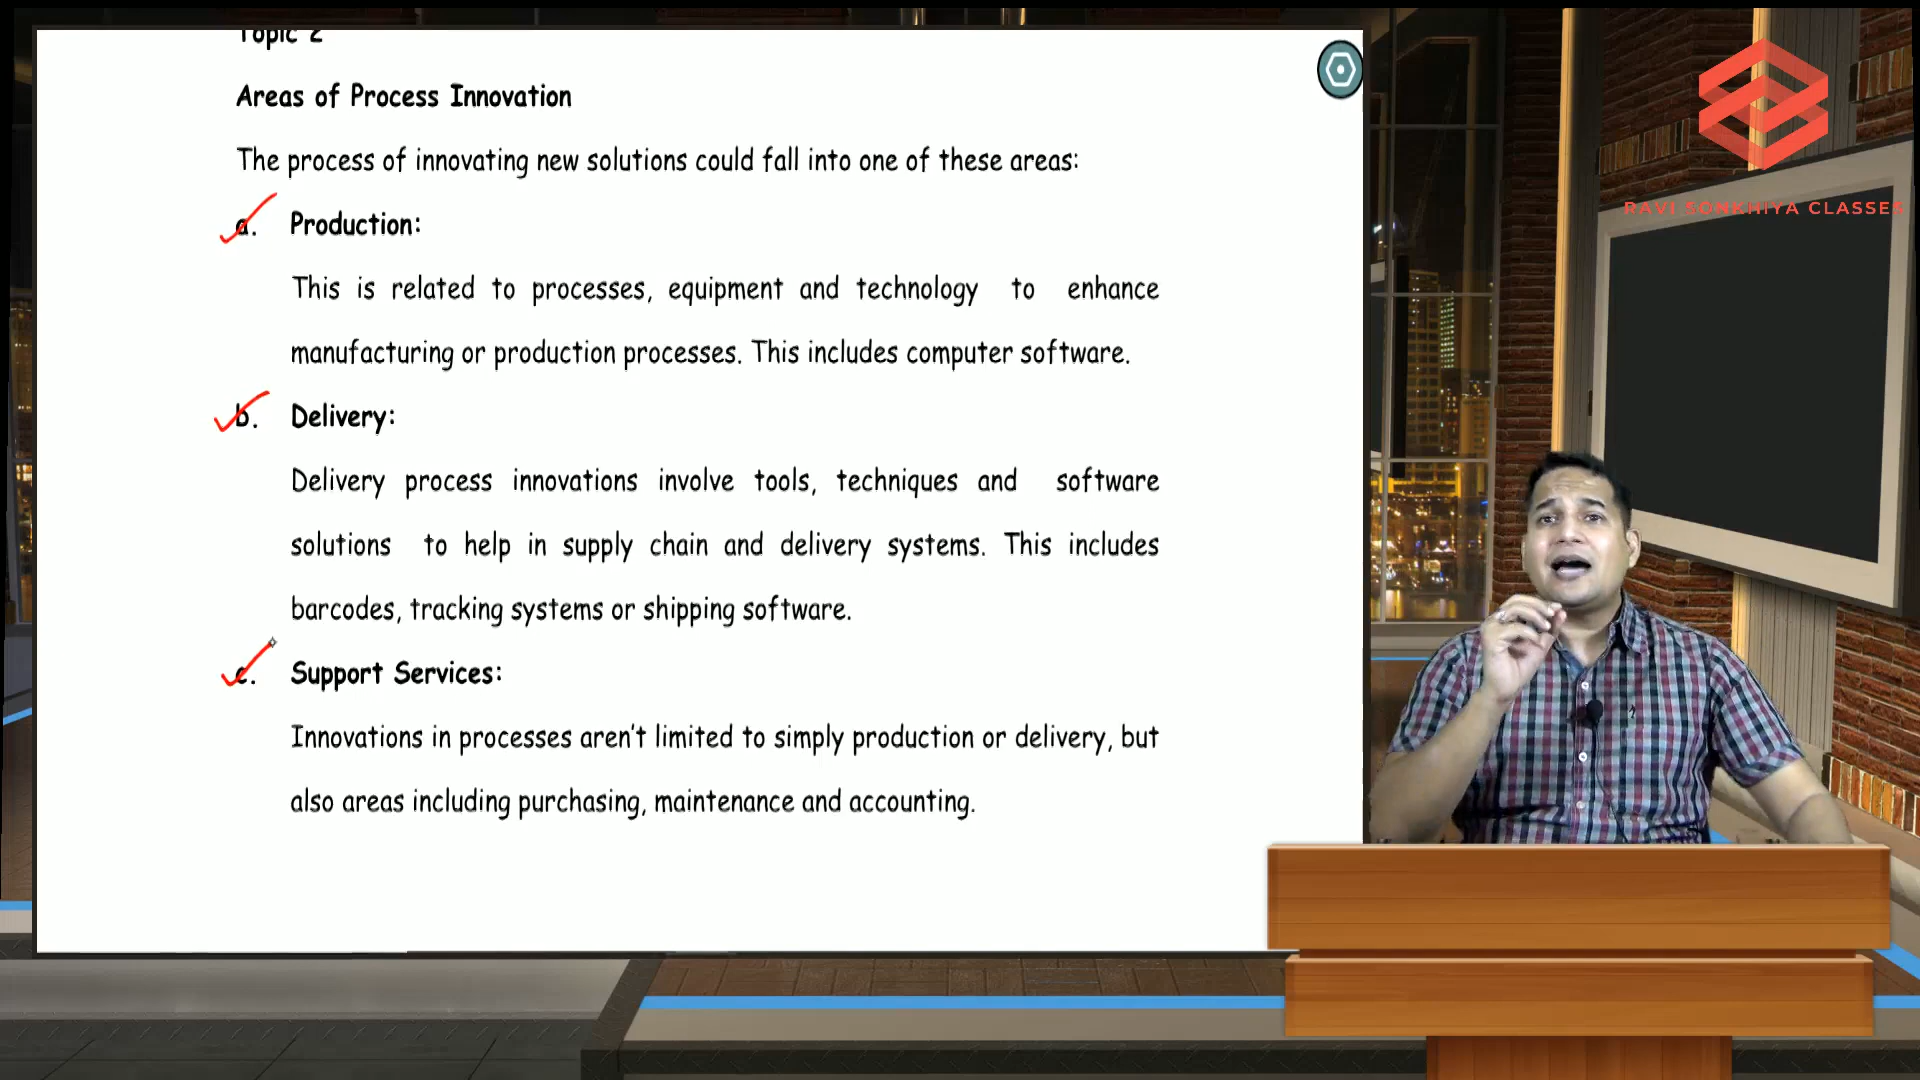 Topic 2
Areas of Process Innovation
The process of innovating new solutions could fall into one of these areas:
a. Production:
This is related to processes, equipment and technology to enhance
manufacturing or production processes. This includes computer software.
b. Delivery:
Delivery process innovations involve tools, techniques and software
solutions to help in supply chain and delivery systems. This includes
barcodes, tracking systems or shipping software.
c. Support Services:
Innovations in processes aren't limited to simply production or delivery, but
also areas including purchasing, maintenance and accounting.
RAVI SONKHIYA CLASSES